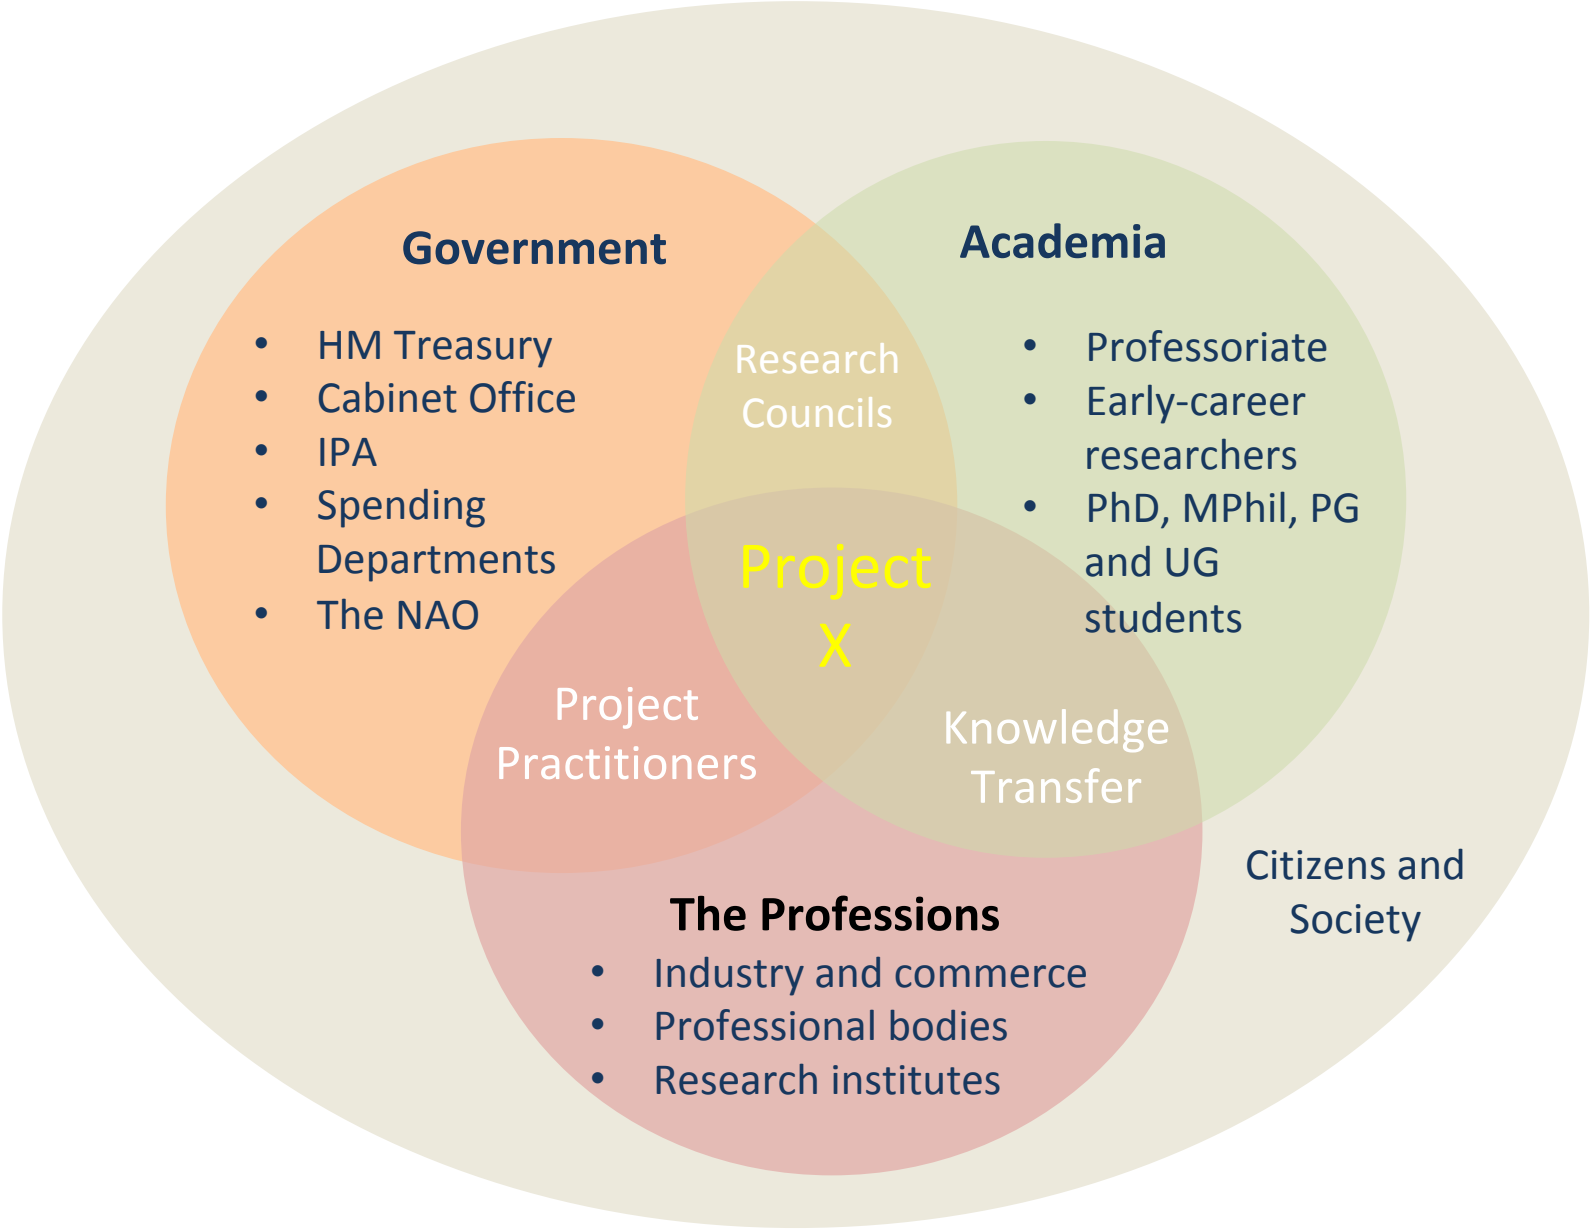 Government
• HM Treasury
• Cabinet Office
• IPA
• Spending
Departments
• The NAO
Academia
• Professoriate
• Early-career
researchers
• PhD, MPhil, PG
and UG
students
Research
Councils
Project
X
Project
Practitioners
Knowledge
Transfer
The Professions
• Industry and commerce
• Professional bodies
• Research institutes
Citizens and
Society